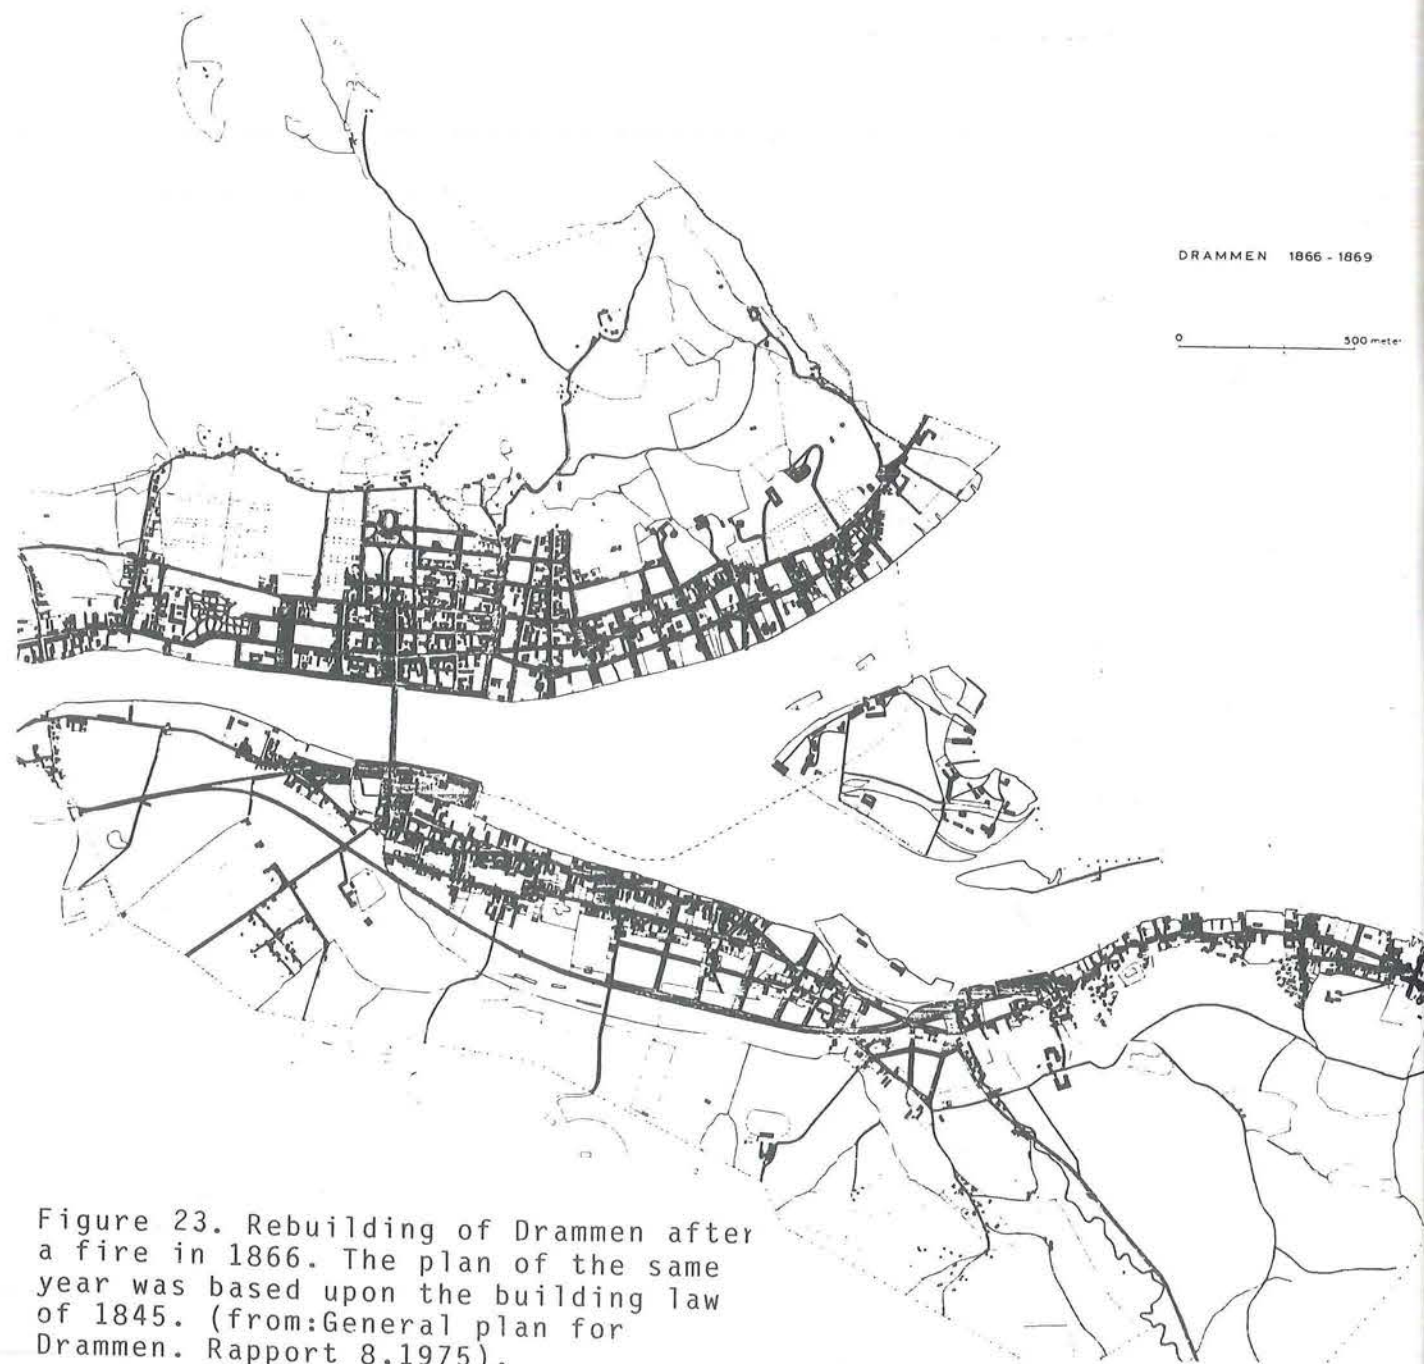 DRAMMEN 1866 - 1869
0 500 meter
Figure 23. Rebuilding of Drammen after
a fire in 1866. The plan of the same
year was based upon the building law
of 1845. (from:General plan for
Drammen. Rapport 8,1975).